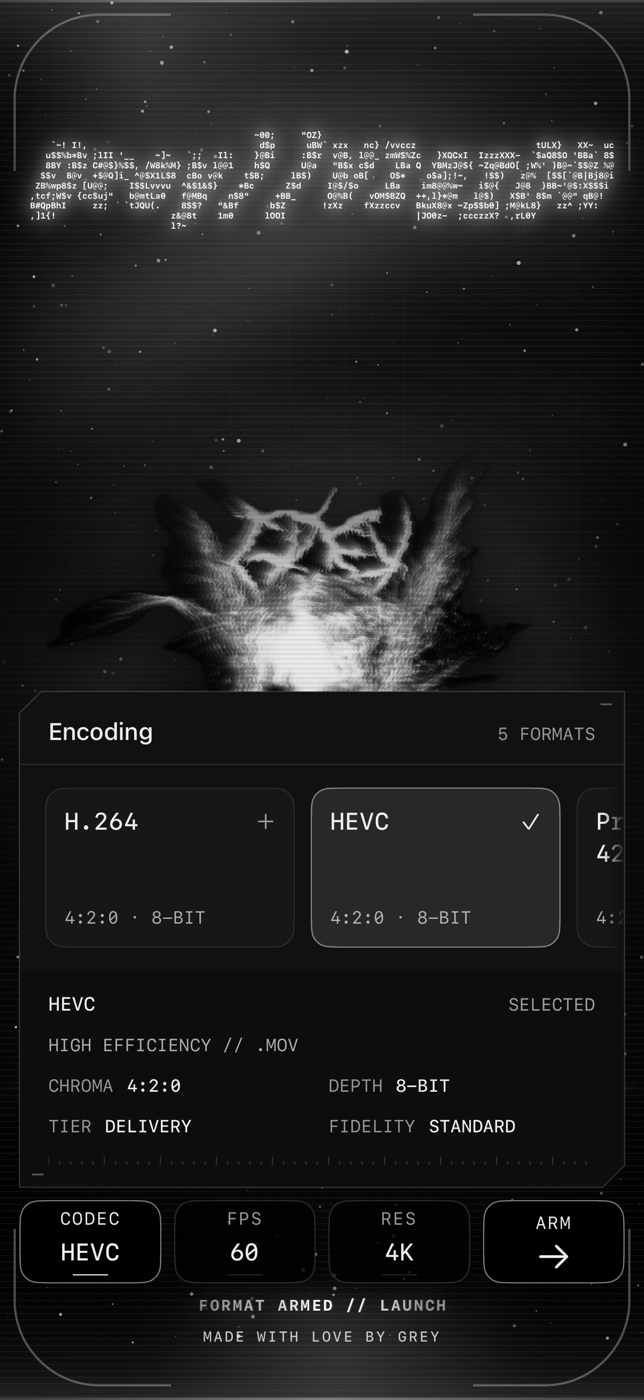 Encoding
5 FORMATS
H.264 +
HEVC ✓
4:2:0 · 8-BIT
4:2:0 · 8-BIT
HEVC
SELECTED
HIGH EFFICIENCY // .MOV
CHROMA 4:2:0
DEPTH 8-BIT
TIER DELIVERY
FIDELITY STANDARD
CODEC
HEVC
FPS
60
RES
4K
ARM
→
FORMAT ARMED // LAUNCH
MADE WITH LOVE BY GREY